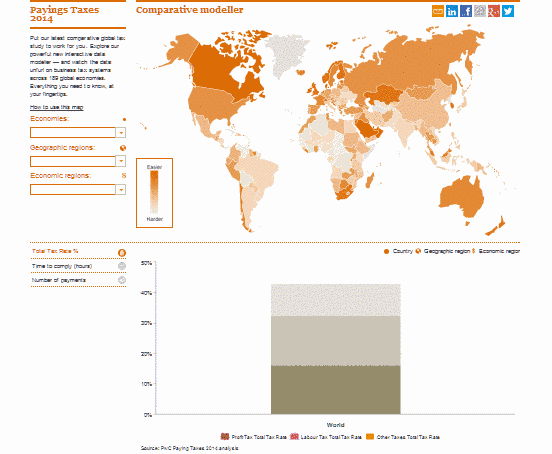 Paying Taxes
2014
Pull our latest comparative global tax
study to work for you. Explore our
powerful new interactive data
modeller — and watch the data
unfurl on business tax systems
across 189 global economies.
Everything you need to know, at
your fingertips.
How to use this map
Economies:
Geographic regions:
Economic regions:
Comparative modeller
in
f
g+
Easier
Harder
Total Tax Rate %
Time to comply (hours)
Number of payments
Country Geographic region $ Economic region
50%
40%
30%
20%
10%
0%
World
Profit Tax Total Tax Rate Labour Tax Total Tax Rate Other Taxes Total Tax Rate
Source: PwC Paying Taxes 2014 analysis